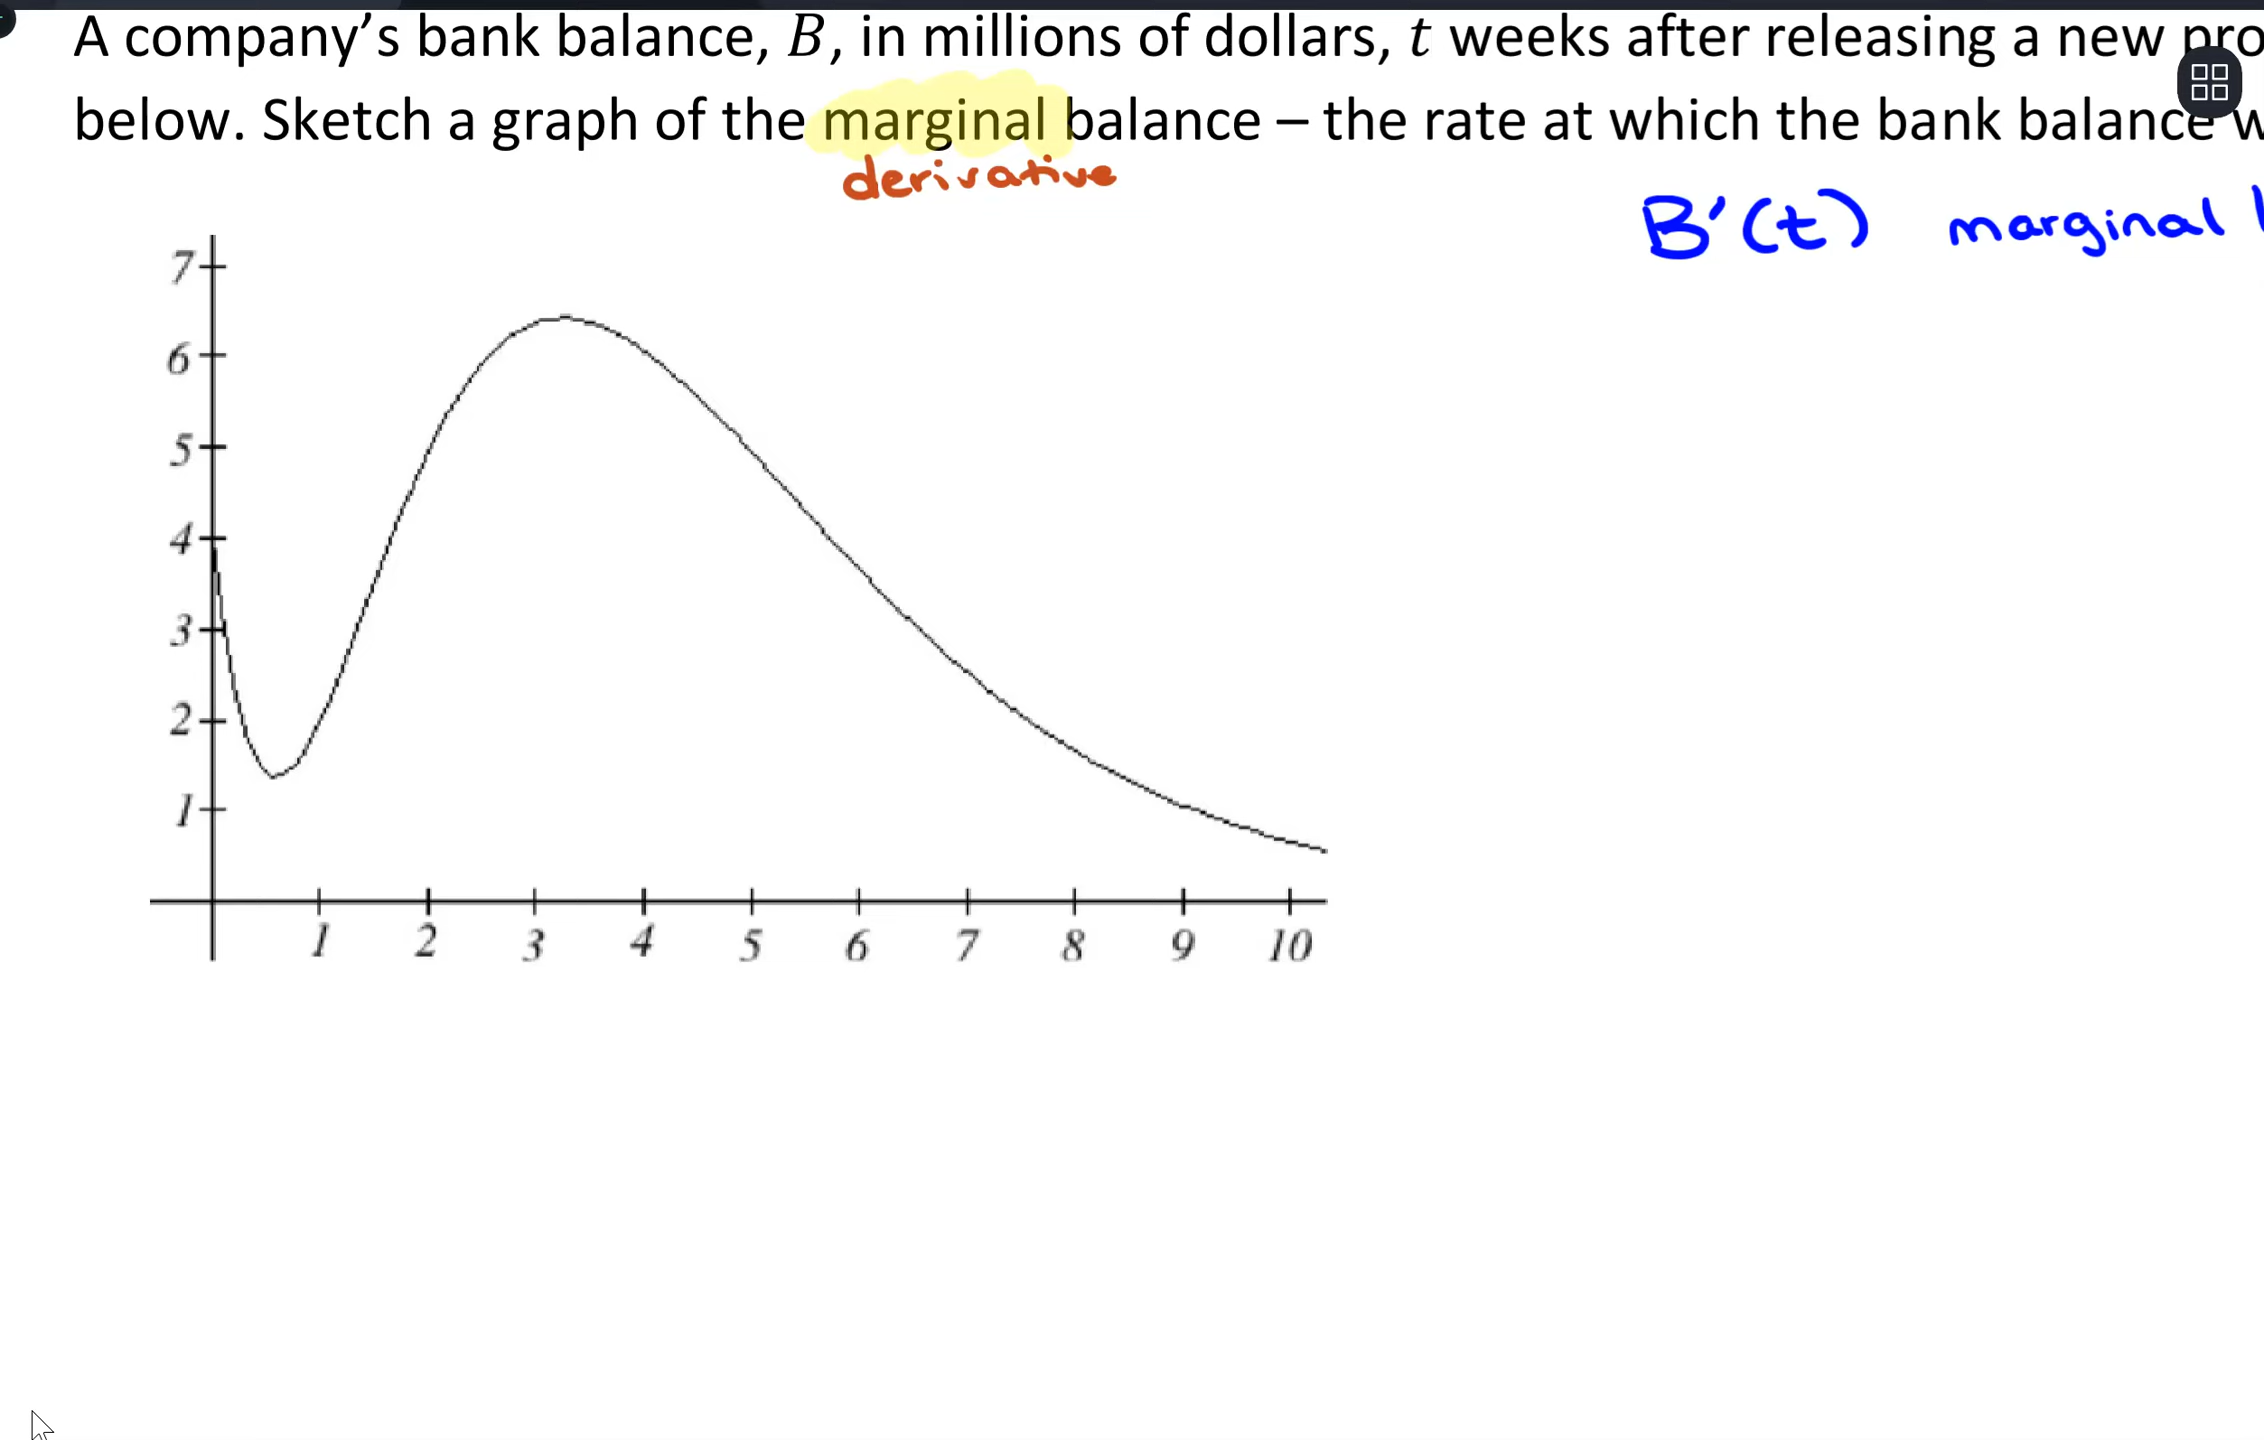 A company's bank balance, B, in millions of dollars, t weeks after releasing a new pro
below. Sketch a graph of the marginal balance – the rate at which the bank balance w
derivative
B'(t) marginal
7
6
5
4
3
2
1
1 2 3 4 5 6 7 8 9 10